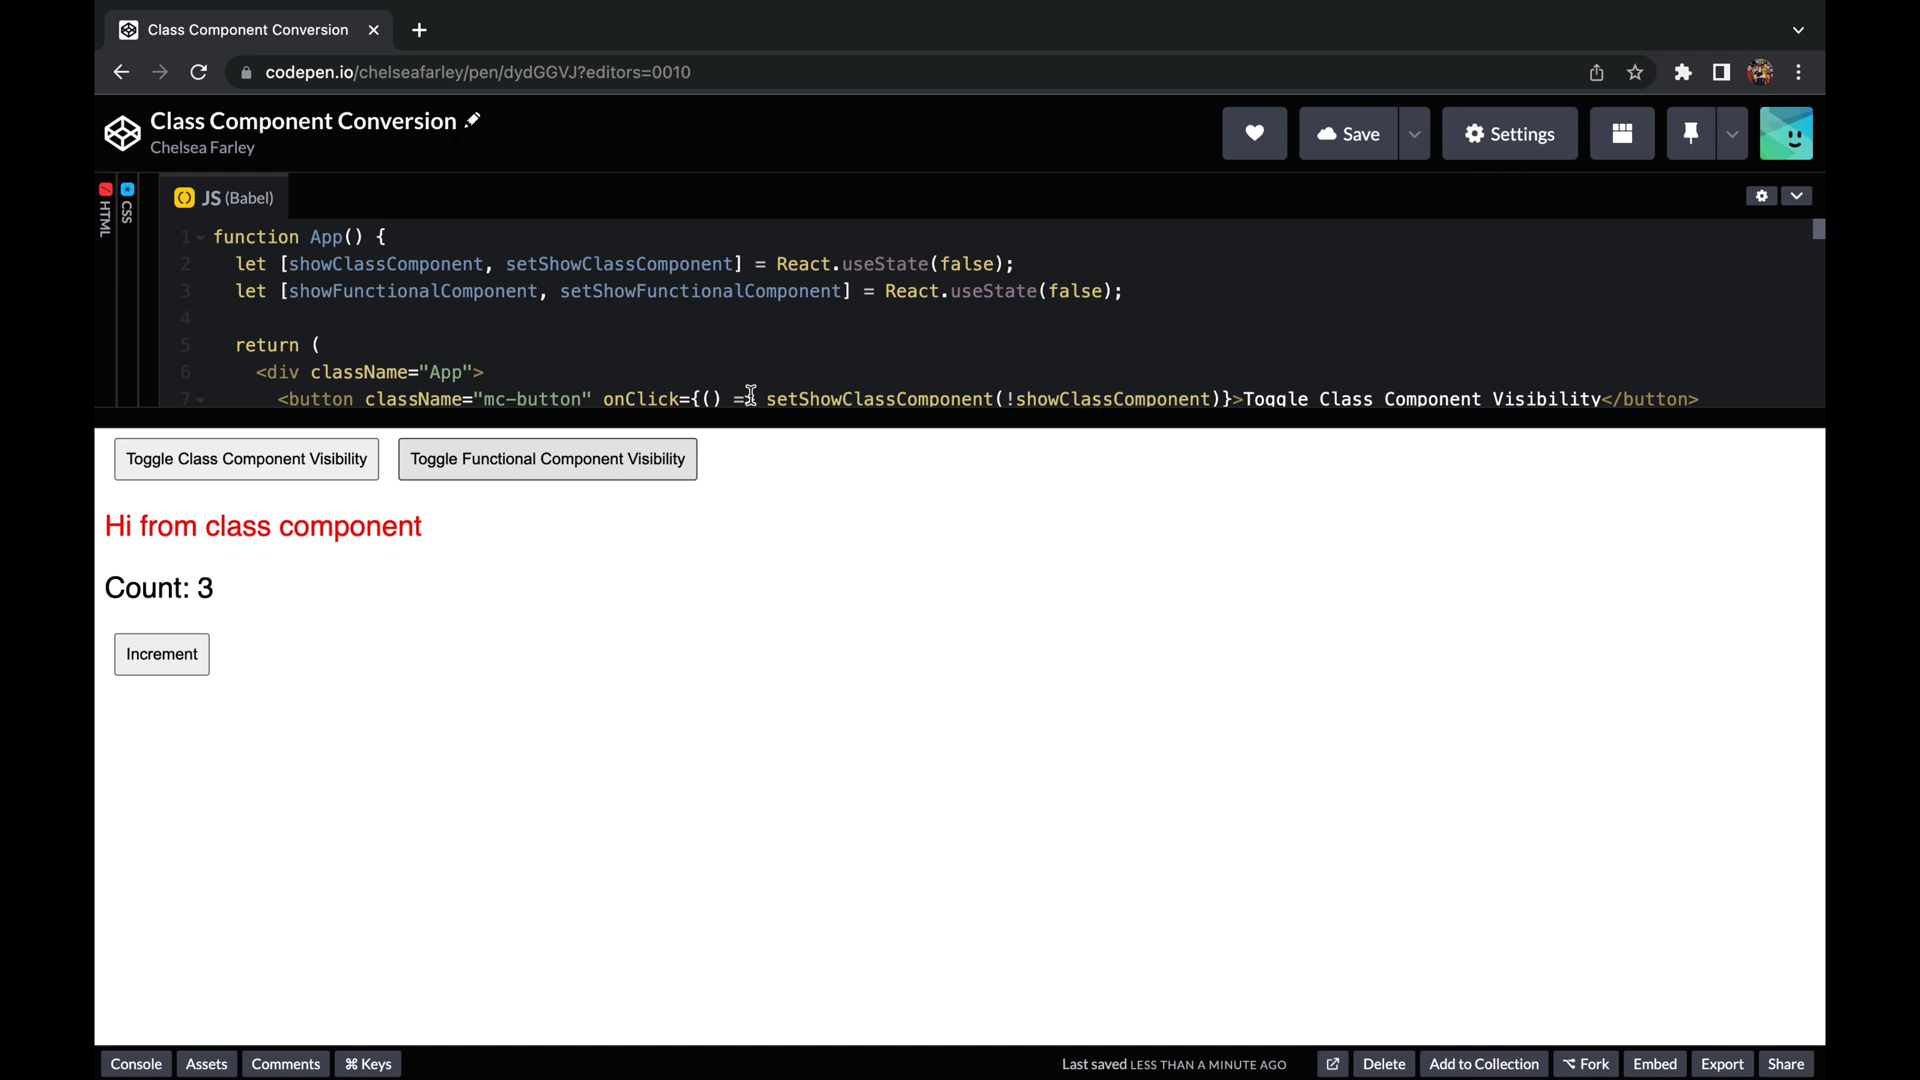 Class Component Conversion
codepen.io/chelseafarley/pen/dydGGVJ?editors=0010
Class Component Conversion
Chelsea Farley
Save
Settings
HTML
CSS
JS (Babel)
1 function App() {
2 let [showClassComponent, setShowClassComponent] = React.useState(false);
3 let [showFunctionalComponent, setShowFunctionalComponent] = React.useState(false);
4
5 return (
6 <div className="App">
7 <button className="mc-button" onClick={() => setShowClassComponent(!showClassComponent)}>Toggle Class Component Visibility</button>
Toggle Class Component Visibility
Toggle Functional Component Visibility
Hi from class component
Count: 3
Increment
Console
Assets
Comments
⌘ Keys
Last saved LESS THAN A MINUTE AGO
Delete
Add to Collection
Fork
Embed
Export
Share